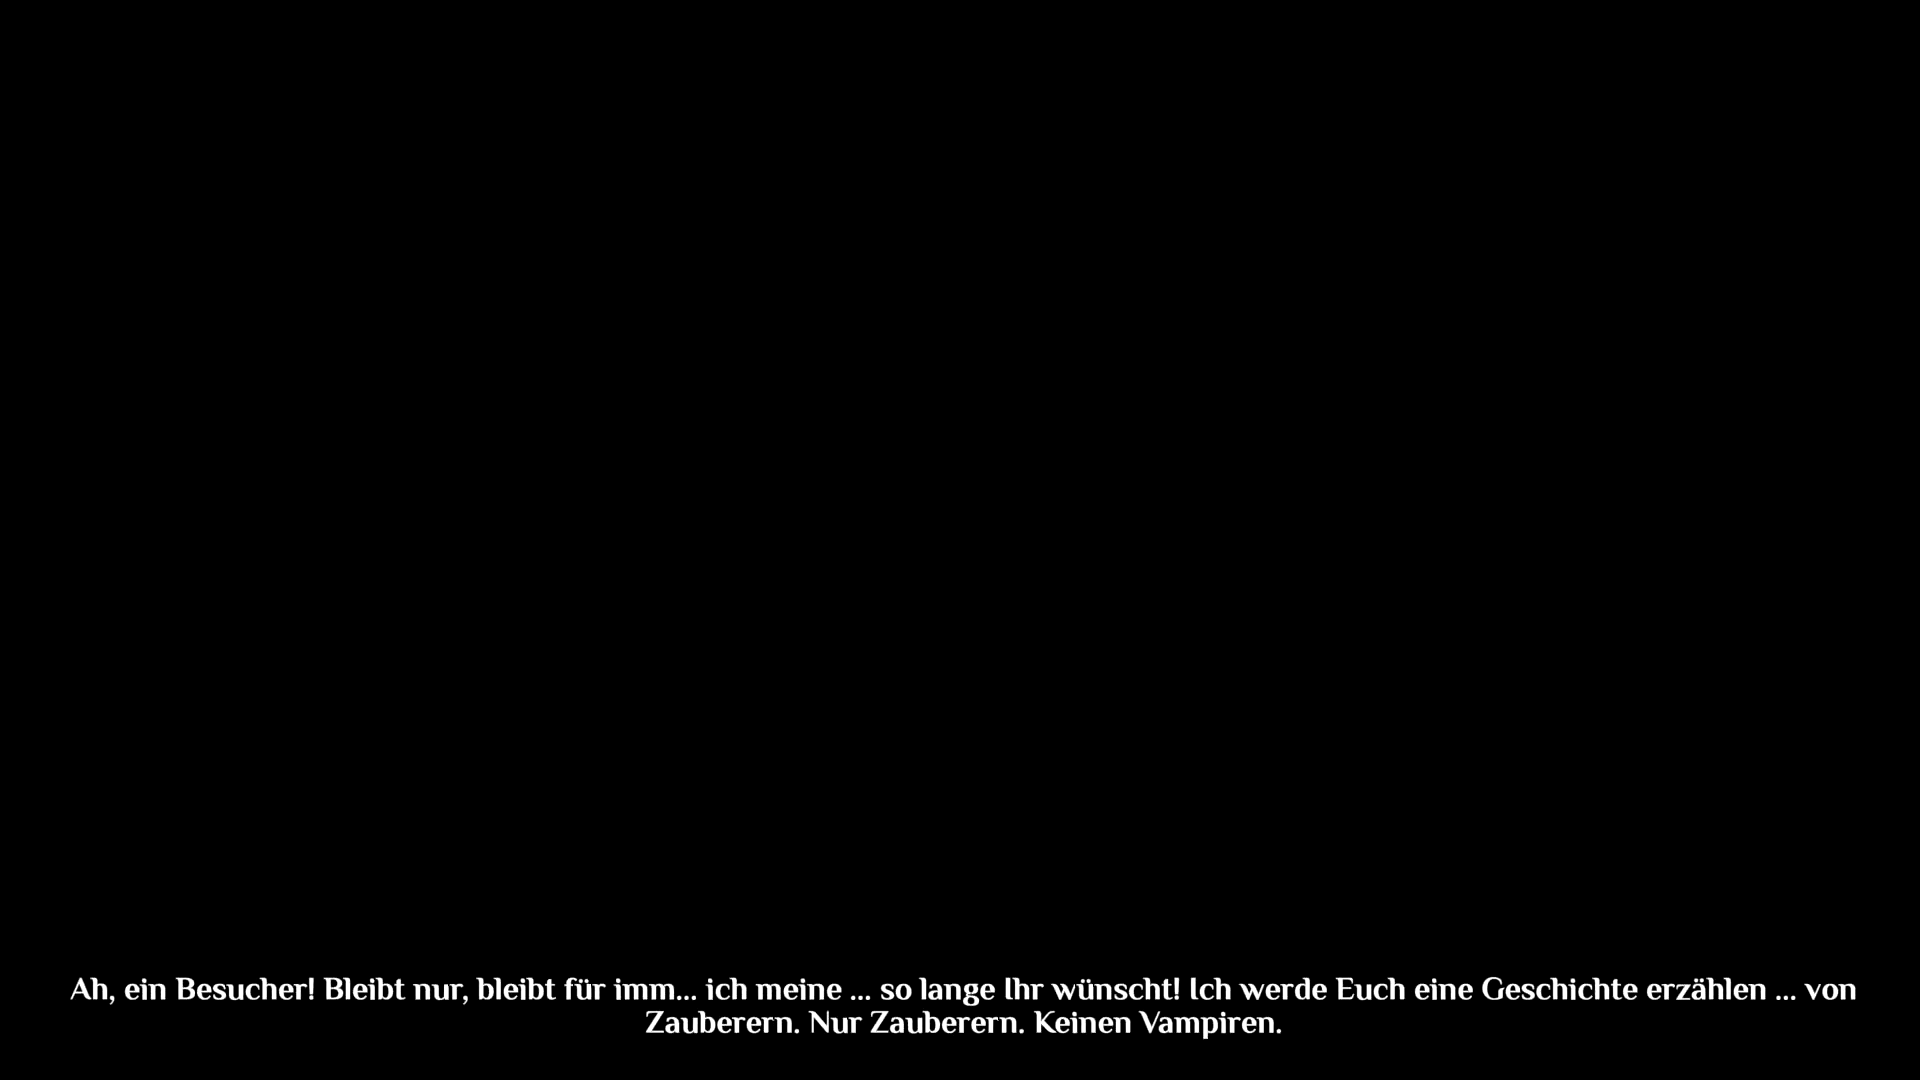 Ah, ein Besucher! Bleibt nur, bleibt für imm... ich meine ... so lange Ihr wünscht! Ich werde Euch eine Geschichte erzählen ... von
Zauberern. Nur Zauberern. Keinen Vampiren.